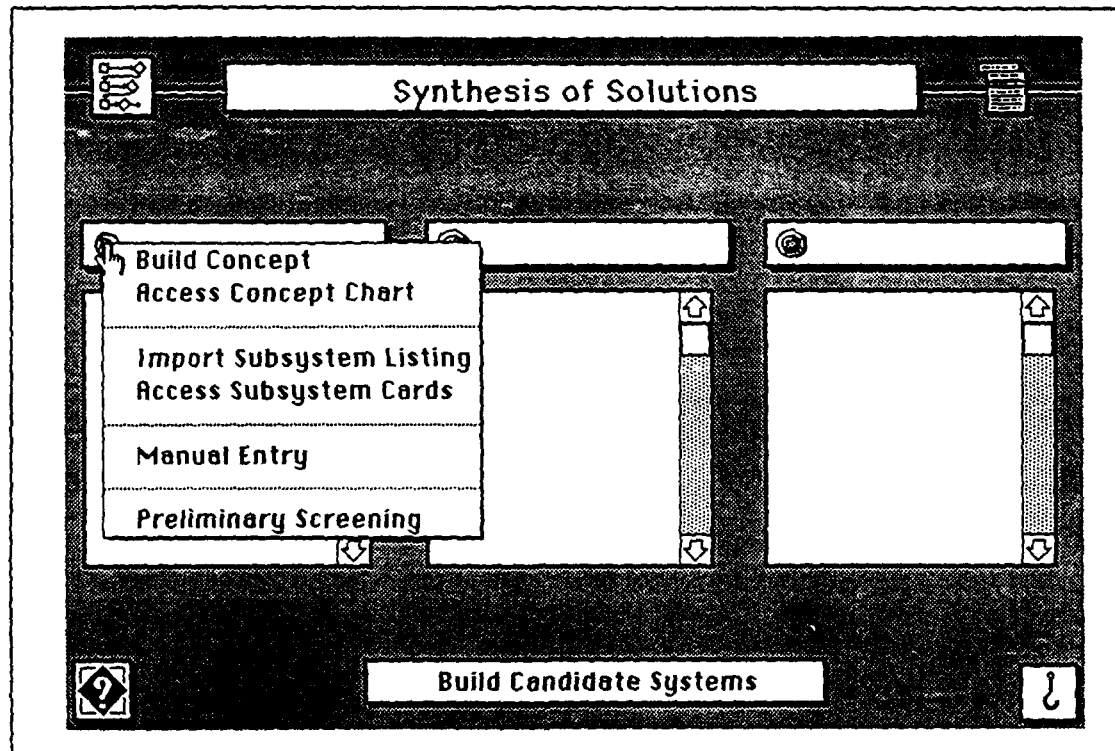 Synthesis of Solutions
Build Concept
Access Concept Chart
Import Subsystem Listing
Access Subsystem Cards
Manual Entry
Preliminary Screening
?
Build Candidate Systems